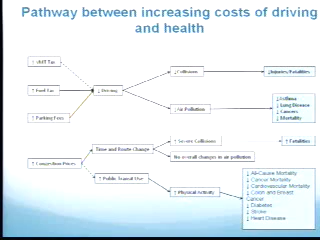 Pathway between increasing costs of driving
and health
↑ VMT Tax
↑ Fuel Tax
↑ Parking Fees
↓ Driving
↓ Collisions
↓ Injuries/Fatalities
↓ Air Pollution
↓ Asthma
↓ Lung Disease
↓ Cancers
↓ Mortality
↑ Congestion Prices
Time and Route Change
↑ Severe Collisions
↑ Fatalities
No overall changes in air pollution
↑ Public Transit Use
↑ Physical Activity
↓ All-Cause Mortality
↓ Cancer Mortality
↓ Cardiovascular Mortality
↓ Colon and Breast
Cancer
↓ Diabetes
↓ Stroke
↓ Heart Disease